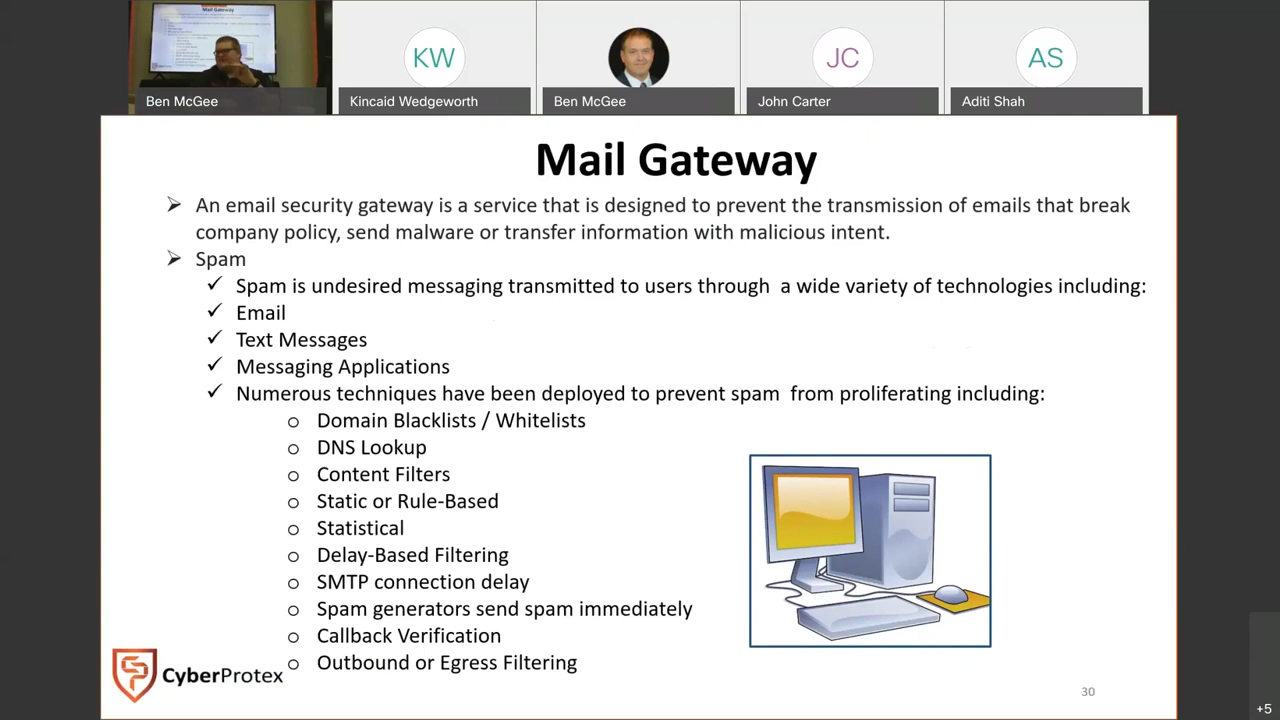 Mail Gateway
KW
JC
AS
Ben McGee
Kincaid Wedgeworth
Ben McGee
John Carter
Aditi Shah
Mail Gateway
An email security gateway is a service that is designed to prevent the transmission of emails that break
company policy, send malware or transfer information with malicious intent.
Spam
Spam is undesired messaging transmitted to users through a wide variety of technologies including:
Email
Text Messages
Messaging Applications
Numerous techniques have been deployed to prevent spam from proliferating including:
Domain Blacklists / Whitelists
DNS Lookup
Content Filters
Static or Rule-Based
Statistical
Delay-Based Filtering
SMTP connection delay
Spam generators send spam immediately
Callback Verification
Outbound or Egress Filtering
CyberProtex
30
+5